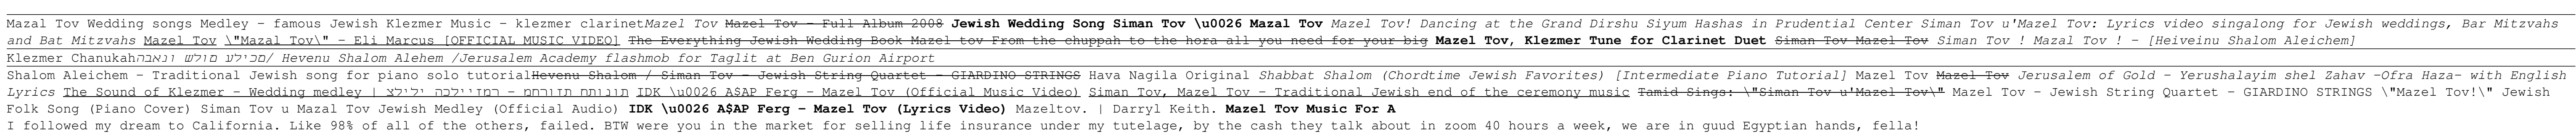 Mazal Tov Wedding songs Medley - famous Jewish Klezmer Music - klezmer clarinetMazel Tov Mazel Tov - Full Album 2008 Jewish Wedding Song Siman Tov \u0026 Mazal Tov Mazel Tov! Dancing at the Grand Dirshu Siyum Hashas in Prudential Center Siman Tov u'Mazel Tov: Lyrics video singalong for Jewish weddings, Bar Mitzvahs
and Bat Mitzvahs Mazel Tov \"Mazal Tov\" - Eli Marcus [OFFICIAL MUSIC VIDEO] The Everything Jewish Wedding Book Mazel tov From the chuppah to the hora all you need for your big Mazel Tov, Klezmer Tune for Clarinet Duet Siman Tov Mazel Tov Siman Tov ! Mazal Tov ! - [Heiveinu Shalom Aleichem]
Klezmer Chanukahהבאנו שלום עליכם/ Hevenu Shalom Alehem /Jerusalem Academy flashmob for Taglit at Ben Gurion Airport
Shalom Aleichem - Traditional Jewish song for piano solo tutorialHevenu Shalom / Siman Tov - Jewish String Quartet - GIARDINO STRINGS Hava Nagila Original Shabbat Shalom (Chordtime Jewish Favorites) [Intermediate Piano Tutorial] Mazel Tov Mazel Tov Jerusalem of Gold - Yerushalayim shel Zahav -Ofra Haza- with English
Lyrics The Sound of Klezmer - Wedding medley | צלילי הכלייזמר - מחרוזת חתונות IDK \u0026 A$AP Ferg - Mazel Tov (Official Music Video) Siman Tov, Mazel Tov - Traditional Jewish end of the ceremony music Tamid Sings: \"Siman Tov u'Mazel Tov\" Mazel Tov - Jewish String Quartet - GIARDINO STRINGS \"Mazel Tov!\" Jewish
Folk Song (Piano Cover) Siman Tov u Mazal Tov Jewish Medley (Official Audio) IDK \u0026 A$AP Ferg - Mazel Tov (Lyrics Video) Mazeltov. | Darryl Keith. Mazel Tov Music For A
I followed my dream to California. Like 98% of all of the others, failed. BTW were you in the market for selling life insurance under my tutelage, by the cash they talk about in zoom 40 hours a week, we are in guud Egyptian hands, fella!